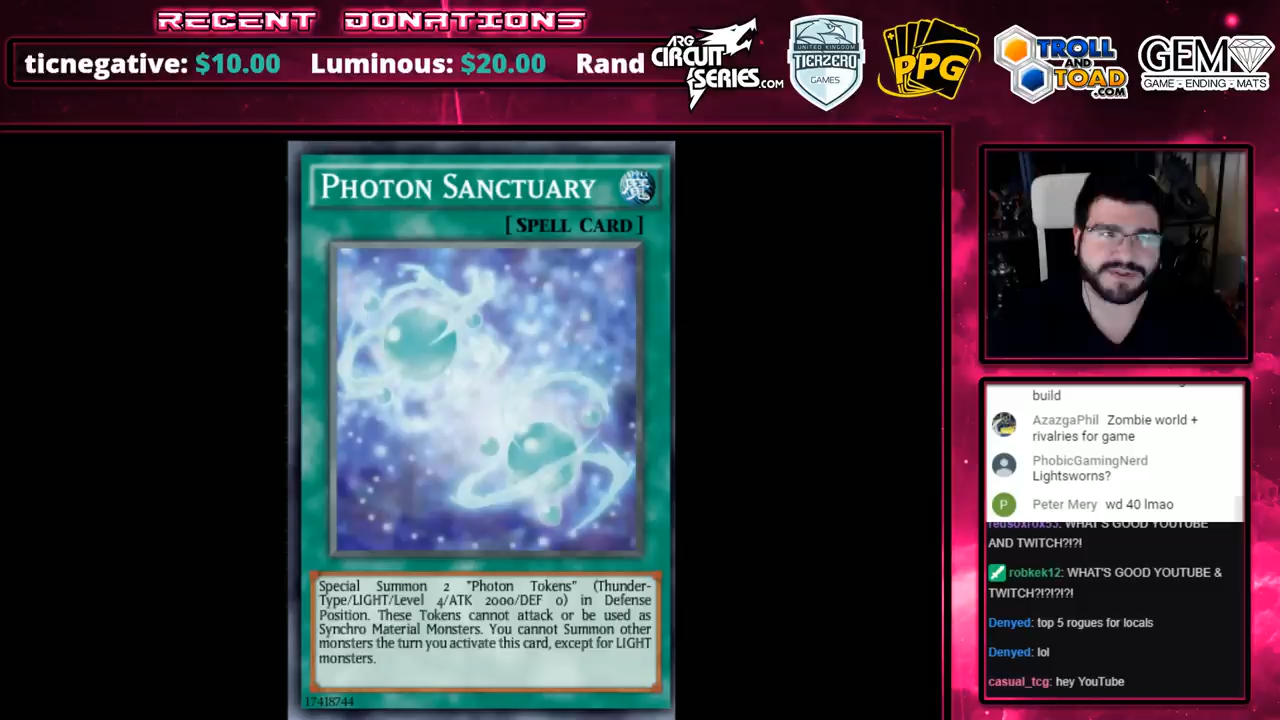 RECENT DONATIONS
ticnegative: $10.00 Luminous: $20.00 Rand
ARG
CIRCUIT
SERIES.COM
UNITED KINGDOM
TIERZERO
GAMES
PPG
TROLL
AND
TOAD
.COM
GEM
GAME - ENDING - MATS
PHOTON SANCTUARY
[ SPELL CARD ]
Special Summon 2 "Photon Tokens" (Thunder-
Type/LIGHT/Level 4/ATK 2000/DEF 0) in Defense
Position. These Tokens cannot attack or be used as
Synchro Material Monsters. You cannot Summon other
monsters the turn you activate this card, except for LIGHT
monsters.
17418744
build
AzazgaPhil Zombie world +
rivalries for game
PhobicGamingNerd
Lightsworns?
P Peter Mery wd 40 lmao
redsoxfox53: WHAT'S GOOD YOUTUBE
AND TWITCH?!?!
robkek12: WHAT'S GOOD YOUTUBE &
TWITCH?!?!?!?!
Denyed: top 5 rogues for locals
Denyed: lol
casual_tcg: hey YouTube